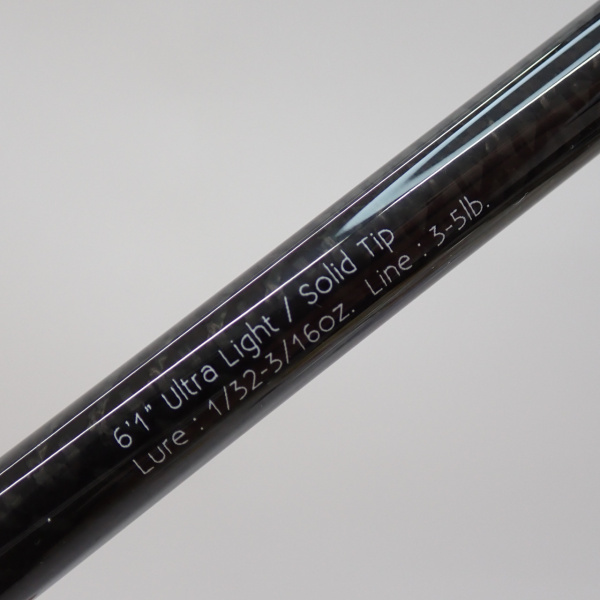 6'1" Ultra Light / Solid Tip
Lure : 1/32-3/16oz. Line : 3-5lb.